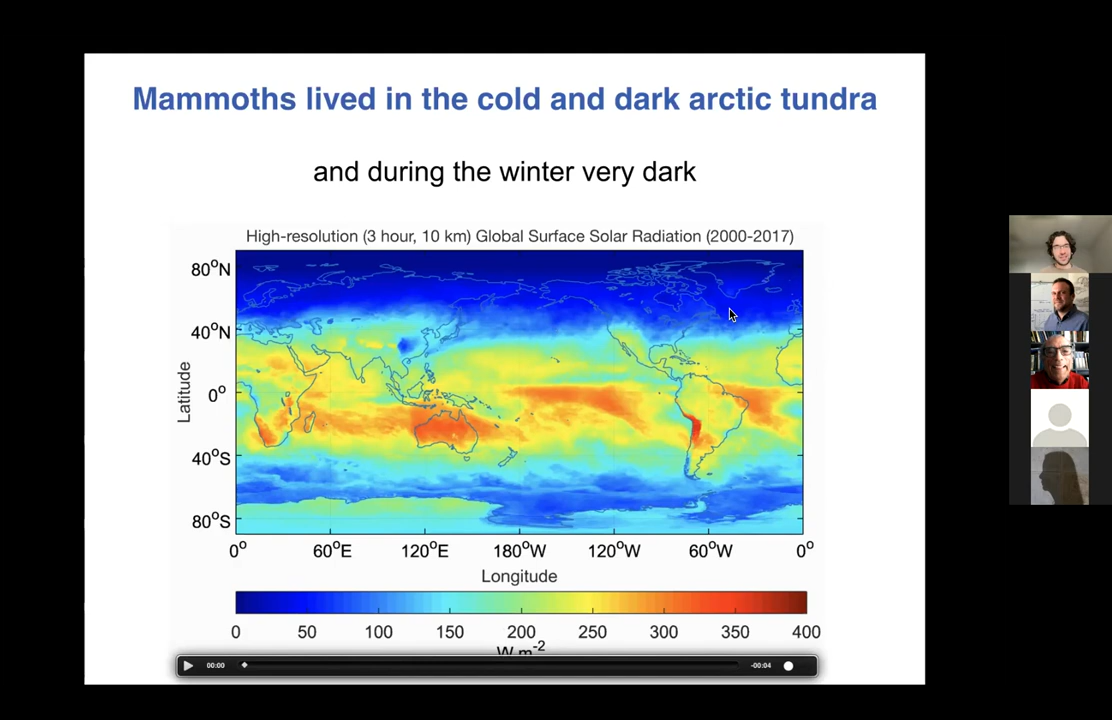 Mammoths lived in the cold and dark arctic tundra
and during the winter very dark
High-resolution (3 hour, 10 km) Global Surface Solar Radiation (2000-2017)
80°N
40°N
0°
40°S
80°S
Latitude
0° 60°E 120°E 180°W 120°W 60°W 0°
Longitude
0 50 100 150 200 250 300 350 400
W m-2
00:00 -00:04